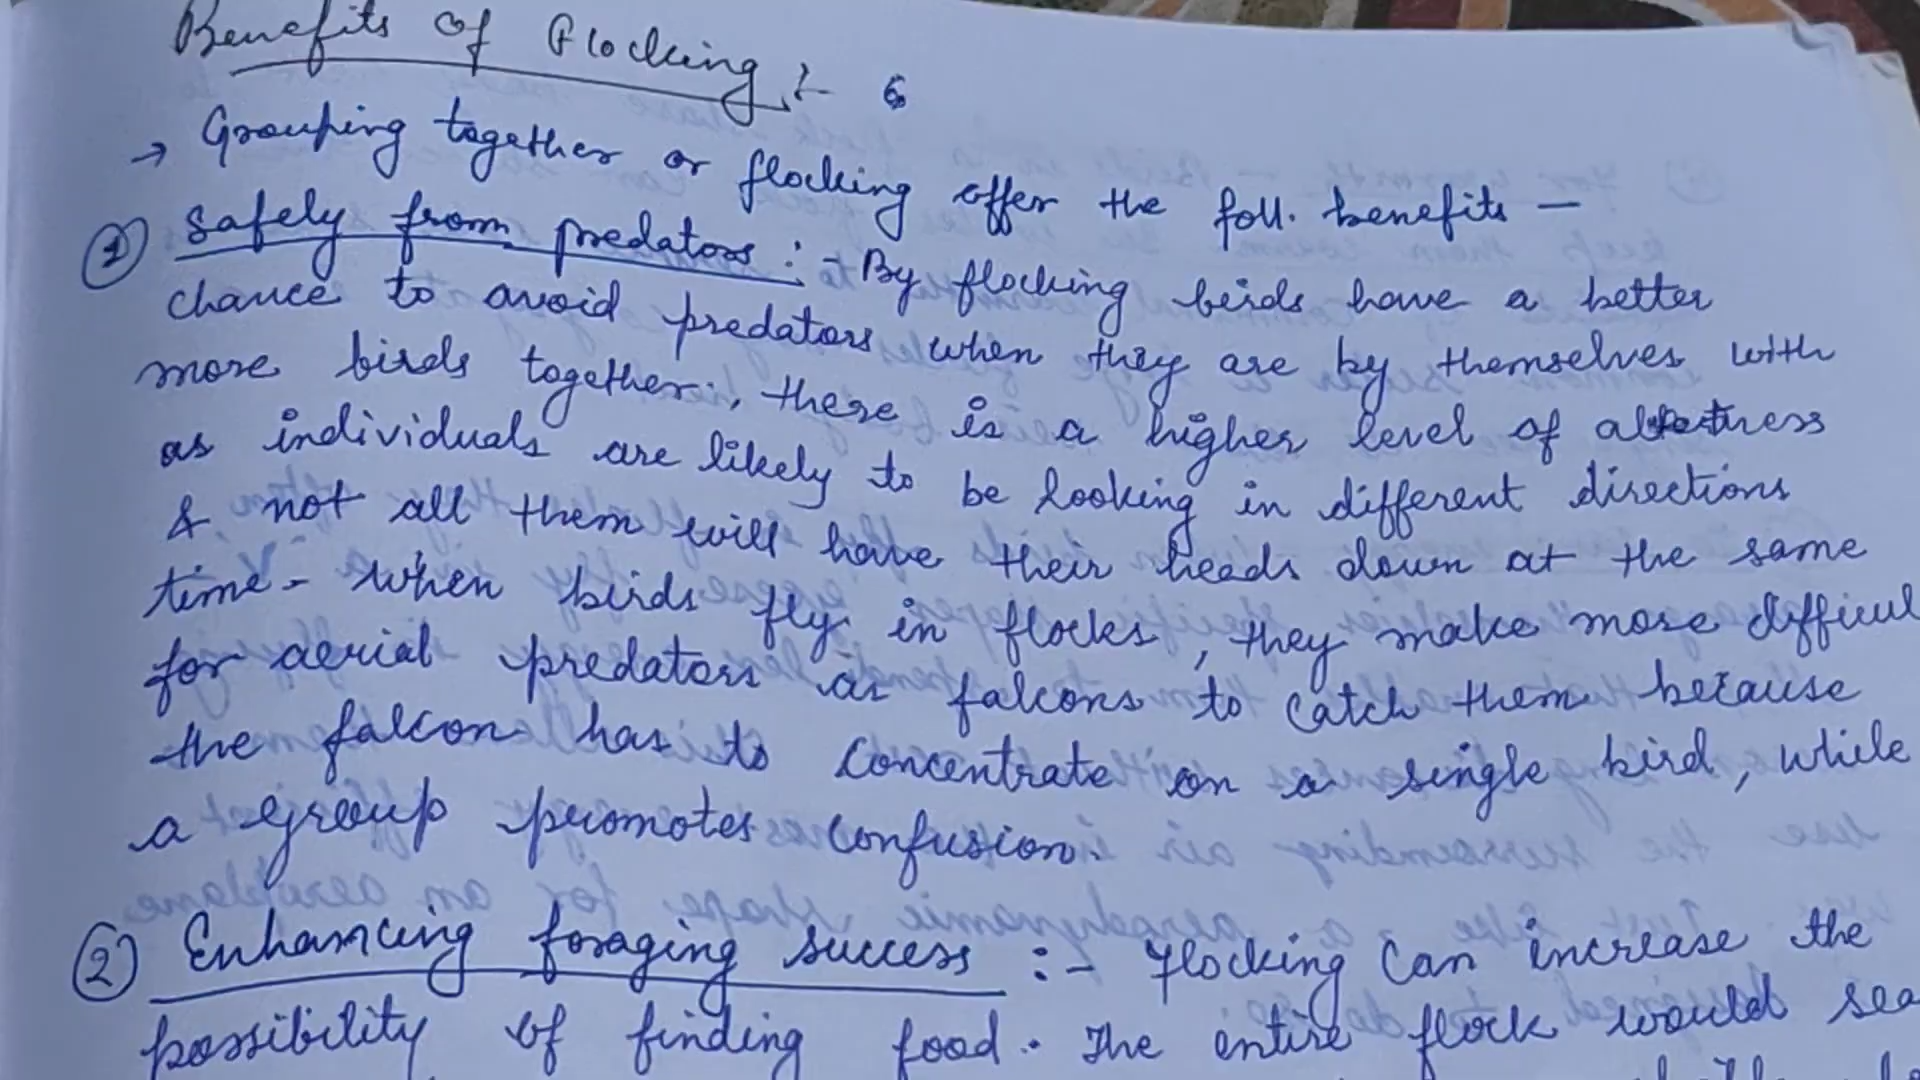 Benefits of Flocking :- 6
→ Grouping together or flocking offer the foll. benefits —
① Safely from predators :- By flocking birds have a better
chance to avoid predators when they are by themselves with
more birds together, there is a higher level of alertness
as individuals are likely to be looking in different directions
& not all them will have their heads down at the same
time - when birds fly in flocks, they make more difficul
for aerial predators as falcons to catch them because
the falcon has to concentrate on a single bird, while
a group promotes confusion.
② Enhancing foraging success :- Flocking can increase the
possibility of finding food. The entire flock would sea